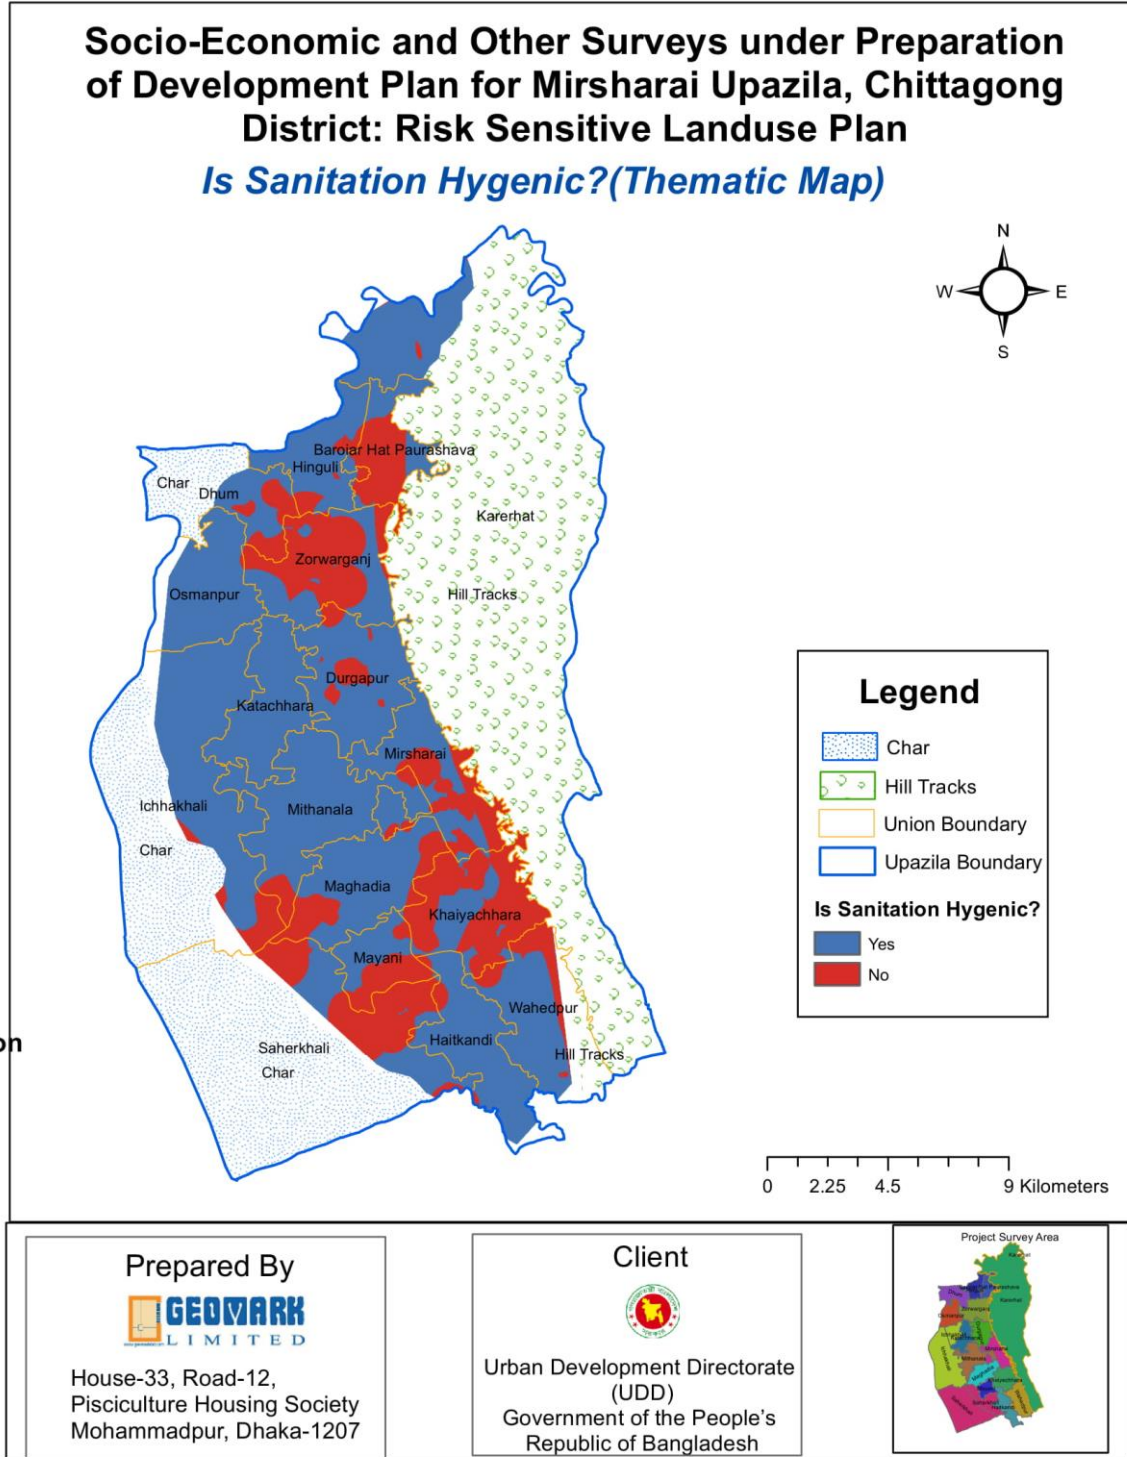 Socio-Economic and Other Surveys under Preparation
of Development Plan for Mirsharai Upazila, Chittagong
District: Risk Sensitive Landuse Plan
Is Sanitation Hygenic?(Thematic Map)
N
W
E
S
Baroiar Hat Paurashava
Hinguli
Char
Dhum
Karerhat
Zorwarganj
Osmanpur
Hill Tracks
Durgapur
Katachhara
Mirsharai
Ichhakhali
Mithanala
Char
Maghadia
Khaiyachhara
Mayani
Wahedpur
Haitkandi
Saherkhali
Hill Tracks
Char
on
Legend
Char
Hill Tracks
Union Boundary
Upazila Boundary
Is Sanitation Hygenic?
Yes
No
0 2.25 4.5 9 Kilometers
Prepared By
GEOMARK
LIMITED
House-33, Road-12,
Pisciculture Housing Society
Mohammadpur, Dhaka-1207
Client
Urban Development Directorate
(UDD)
Government of the People's
Republic of Bangladesh
Project Survey Area
Karerhat